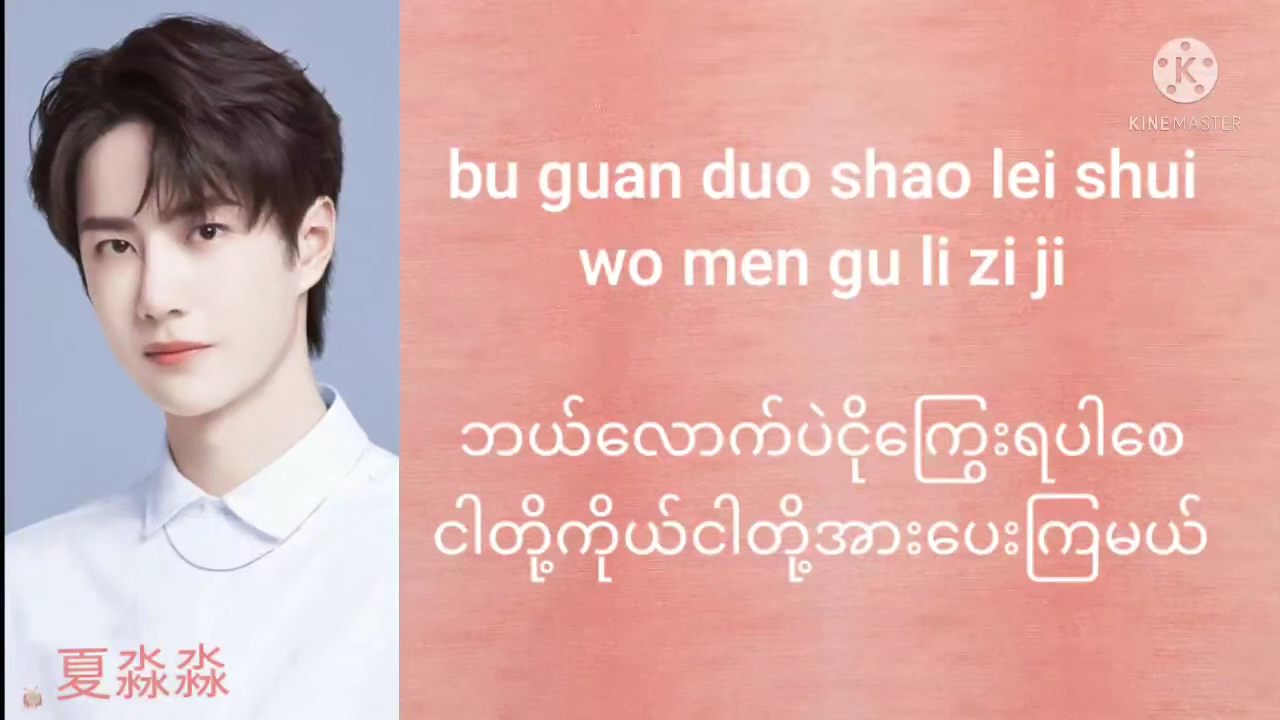 KINEMASTER
bu guan duo shao lei shui
wo men gu li zi ji
ဘယ်လောက်ပဲငိုကြွေးရပါစေ
ငါတို့ကိုယ်ငါတို့အားပေးကြမယ်
夏淼淼